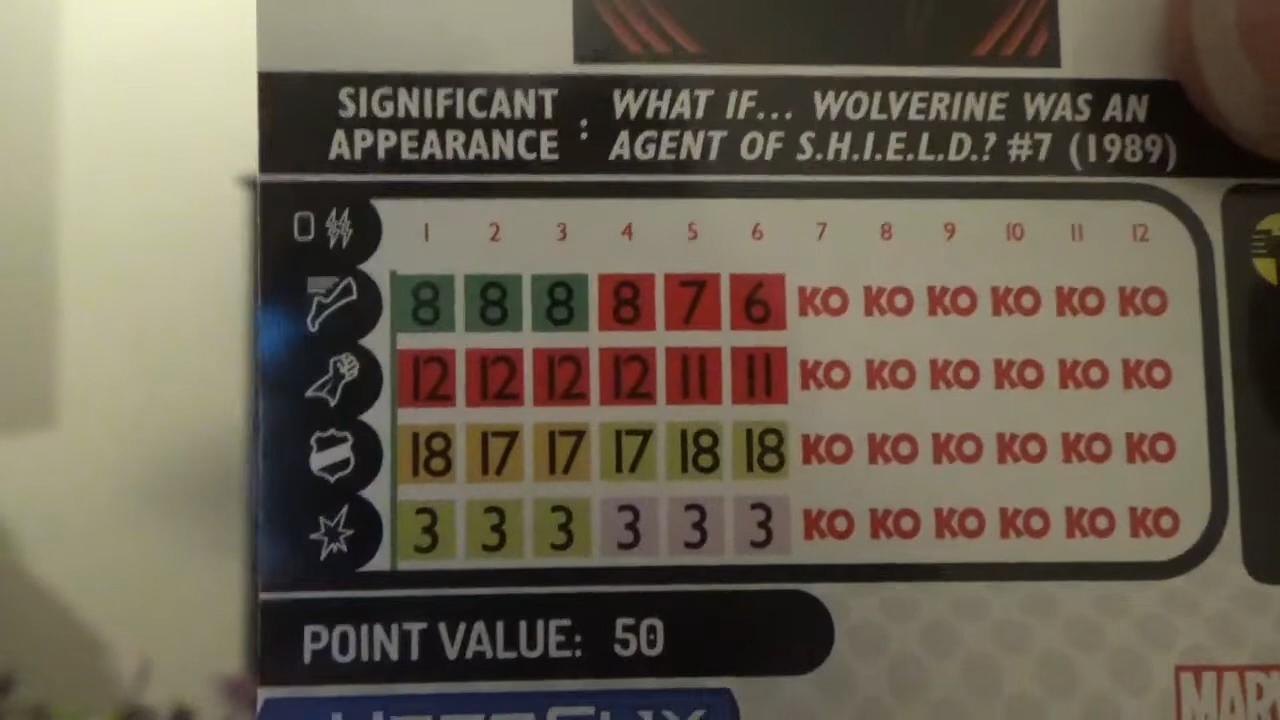 SIGNIFICANT APPEARANCE : WHAT IF... WOLVERINE WAS AN AGENT OF S.H.I.E.L.D.? #7 (1989)
0 1 2 3 4 5 6 7 8 9 10 11 12
8 8 8 8 7 6 KO KO KO KO KO KO
12 12 12 12 11 11 KO KO KO KO KO KO
18 17 17 17 18 18 KO KO KO KO KO KO
3 3 3 3 3 3 KO KO KO KO KO KO
POINT VALUE: 50
HEROCLIX